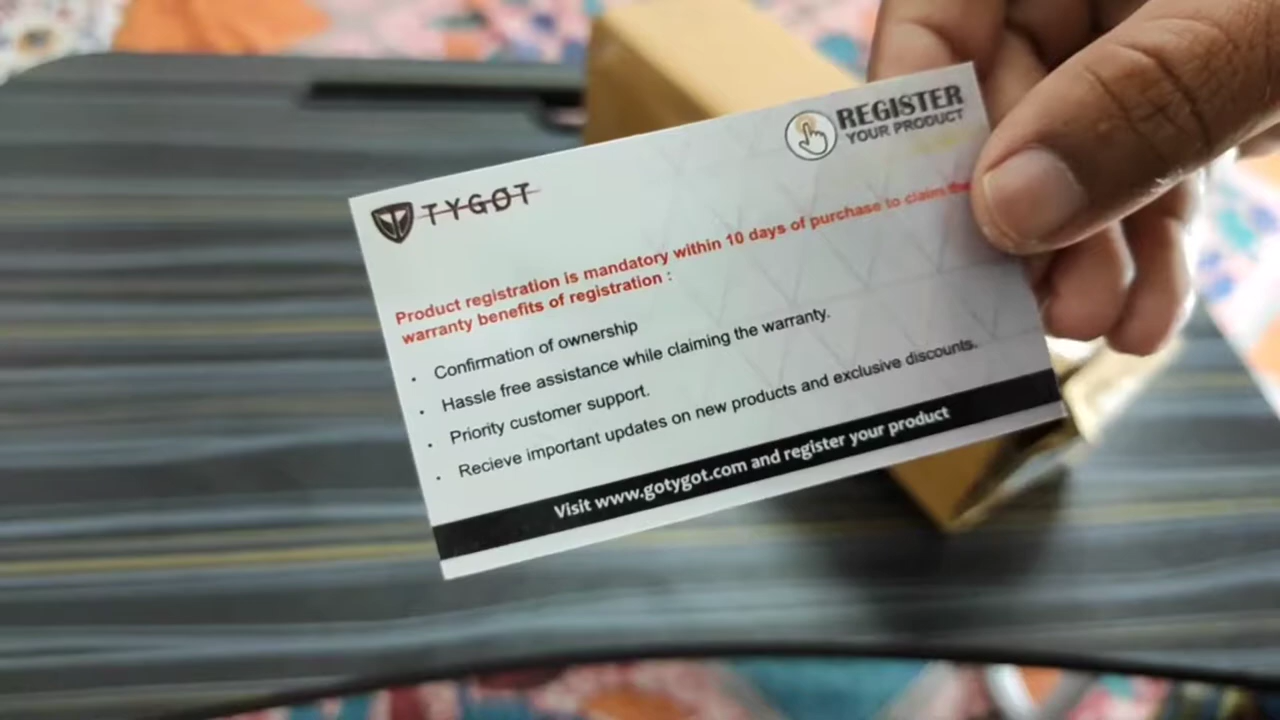 TYGOT
REGISTER
YOUR PRODUCT
Product registration is mandatory within 10 days of purchase to claim the
warranty benefits of registration :
• Confirmation of ownership
• Hassle free assistance while claiming the warranty.
• Priority customer support.
• Recieve important updates on new products and exclusive discounts.
Visit www.gotygot.com and register your product